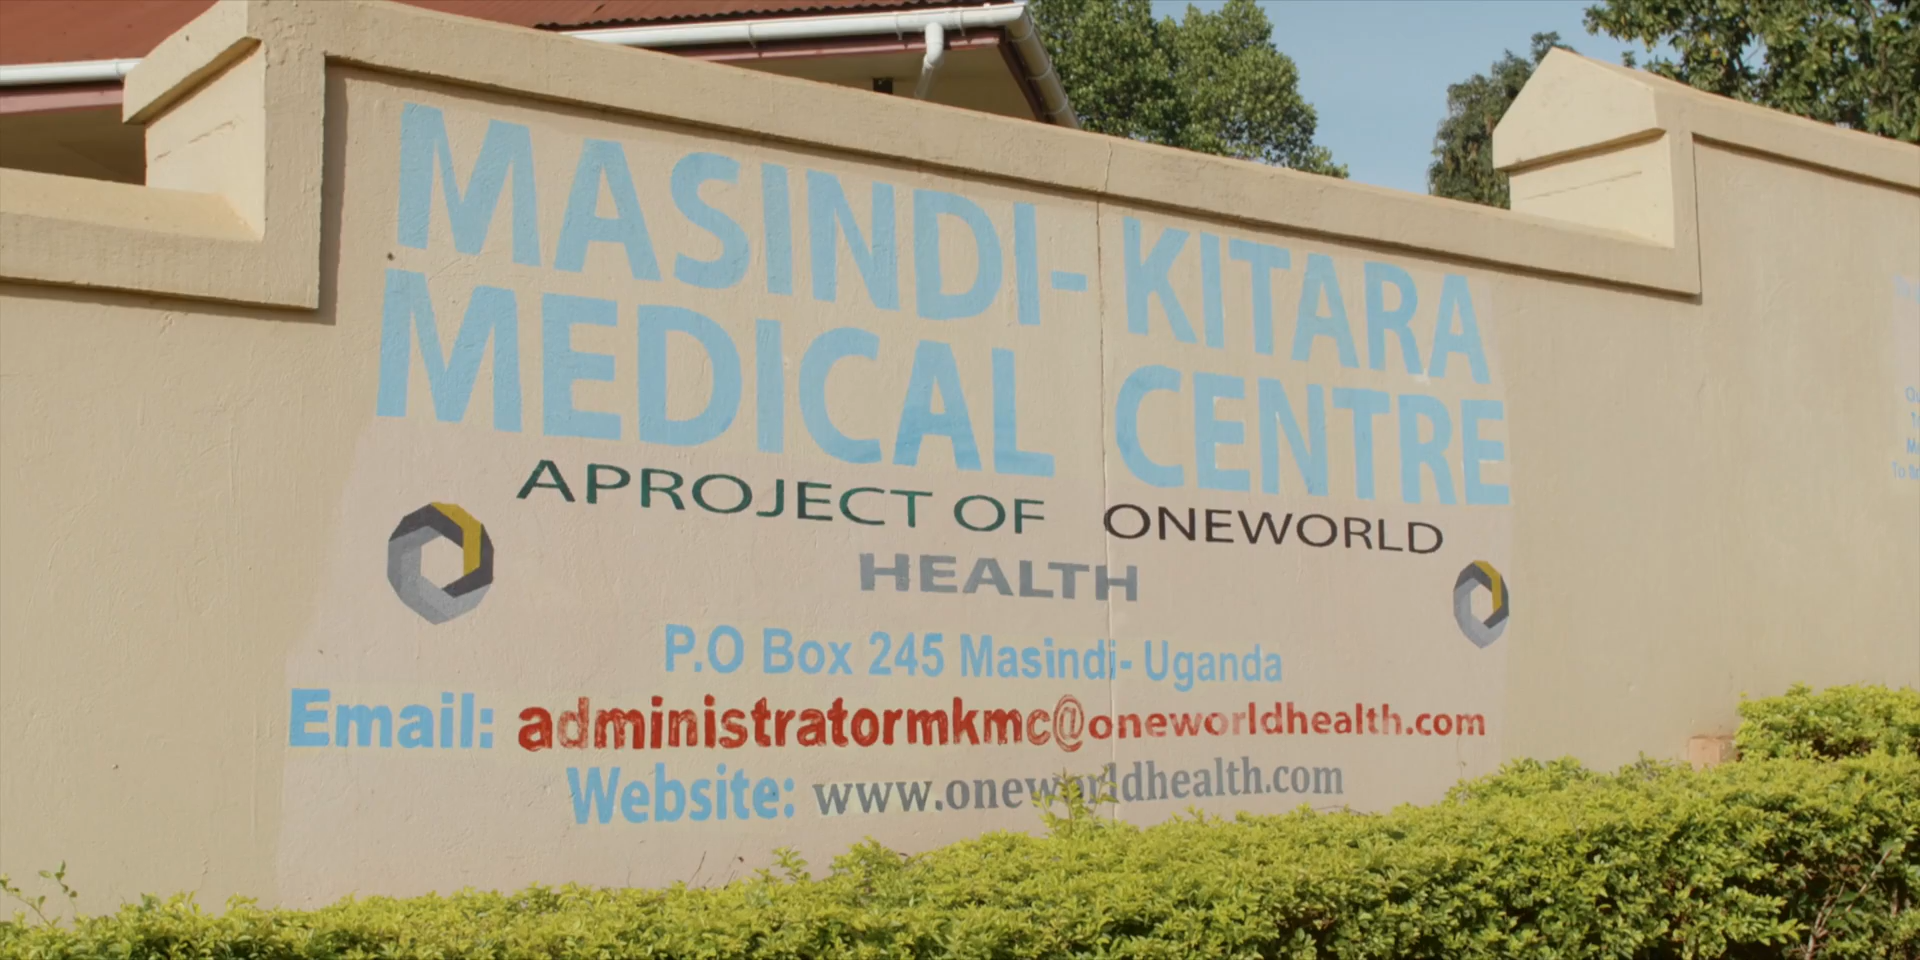 MASINDI- KITARA
MEDICAL CENTRE
APROJECT OF ONEWORLD
HEALTH
P.O Box 245 Masindi- Uganda
Email: administratormkmc@oneworldhealth.com
Website: www.oneworldhealth.com
To